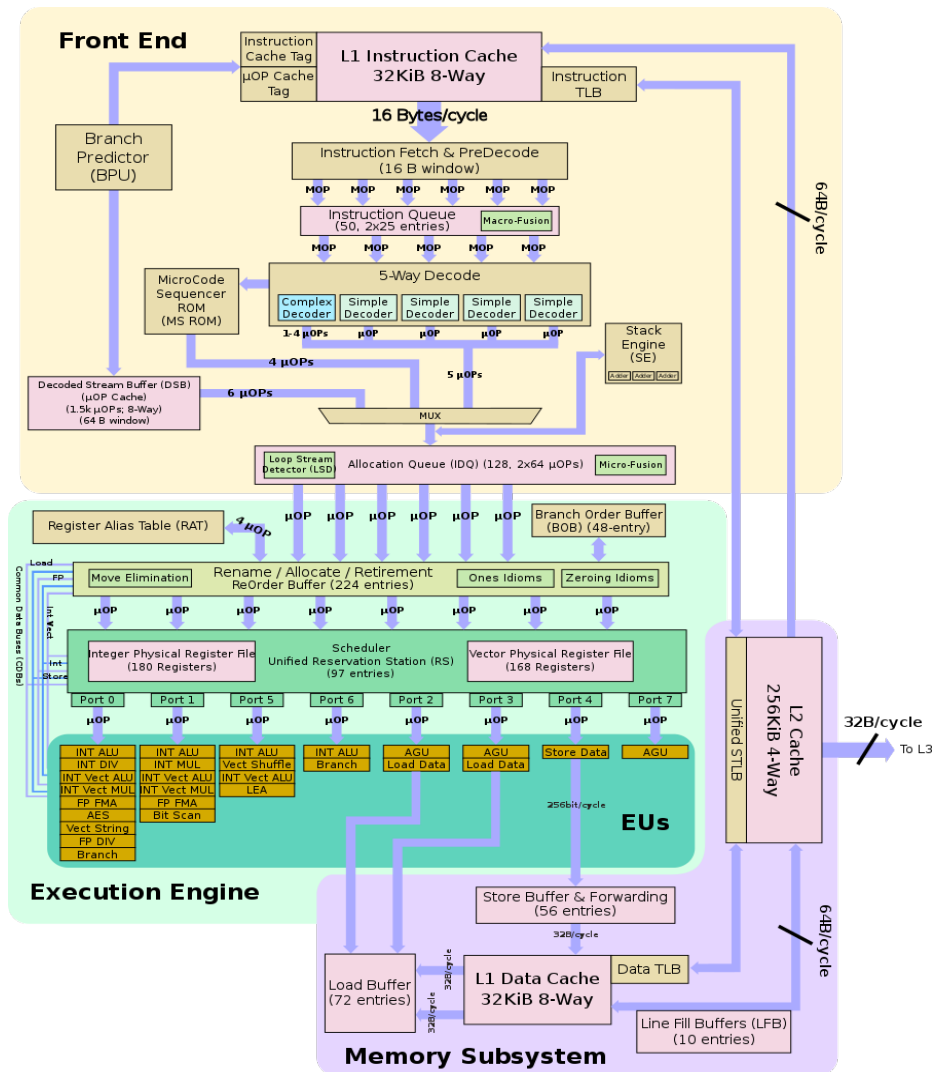 Front End
Instruction
Cache Tag
µOP Cache
Tag
L1 Instruction Cache
32KiB 8-Way
Instruction
TLB
16 Bytes/cycle
Branch
Predictor
(BPU)
Instruction Fetch & PreDecode
(16 B window)
MOP MOP MOP MOP MOP MOP
Instruction Queue
(50, 2x25 entries)
Macro-Fusion
MOP MOP MOP MOP MOP
64B/cycle
5-Way Decode
MicroCode
Sequencer
ROM
(MS ROM)
Complex
Decoder
Simple
Decoder
Simple
Decoder
Simple
Decoder
Simple
Decoder
1-4 µOPs µOP µOP µOP µOP
Stack
Engine
(SE)
Adder Adder Adder
4 µOPs
5 µOPs
Decoded Stream Buffer (DSB)
(µOP Cache)
(1.5k µOPs; 8-Way)
(64 B window)
6 µOPs
MUX
Loop Stream
Detector (LSD)
Allocation Queue (IDQ) (128, 2x64 µOPs)
Micro-Fusion
Register Alias Table (RAT)
4 µOP
µOP µOP µOP µOP µOP µOP
Branch Order Buffer
(BOB) (48-entry)
Load
FP
Common Data Buses (CDBs)
Int Vect
Int
Store
Move Elimination
Rename / Allocate / Retirement
ReOrder Buffer (224 entries)
Ones Idioms
Zeroing Idioms
µOP µOP µOP µOP µOP µOP µOP µOP
Integer Physical Register File
(180 Registers)
Scheduler
Unified Reservation Station (RS)
(97 entries)
Vector Physical Register File
(168 Registers)
Port 0 Port 1 Port 5 Port 6 Port 2 Port 3 Port 4 Port 7
µOP µOP µOP µOP µOP µOP µOP µOP
INT ALU
INT DIV
INT Vect ALU
INT Vect MUL
FP FMA
AES
Vect String
FP DIV
Branch
INT ALU
INT MUL
INT Vect ALU
INT Vect MUL
FP FMA
Bit Scan
INT ALU
Vect Shuffle
INT Vect ALU
LEA
INT ALU
Branch
AGU
Load Data
AGU
Load Data
Store Data
AGU
256bit/cycle
EUs
Execution Engine
Unified STLB
L2 Cache
256KiB 4-Way
32B/cycle
To L3
Store Buffer & Forwarding
(56 entries)
32B/cycle
64B/cycle
Load Buffer
(72 entries)
32B/cycle
32B/cycle
L1 Data Cache
32KiB 8-Way
Data TLB
Line Fill Buffers (LFB)
(10 entries)
Memory Subsystem